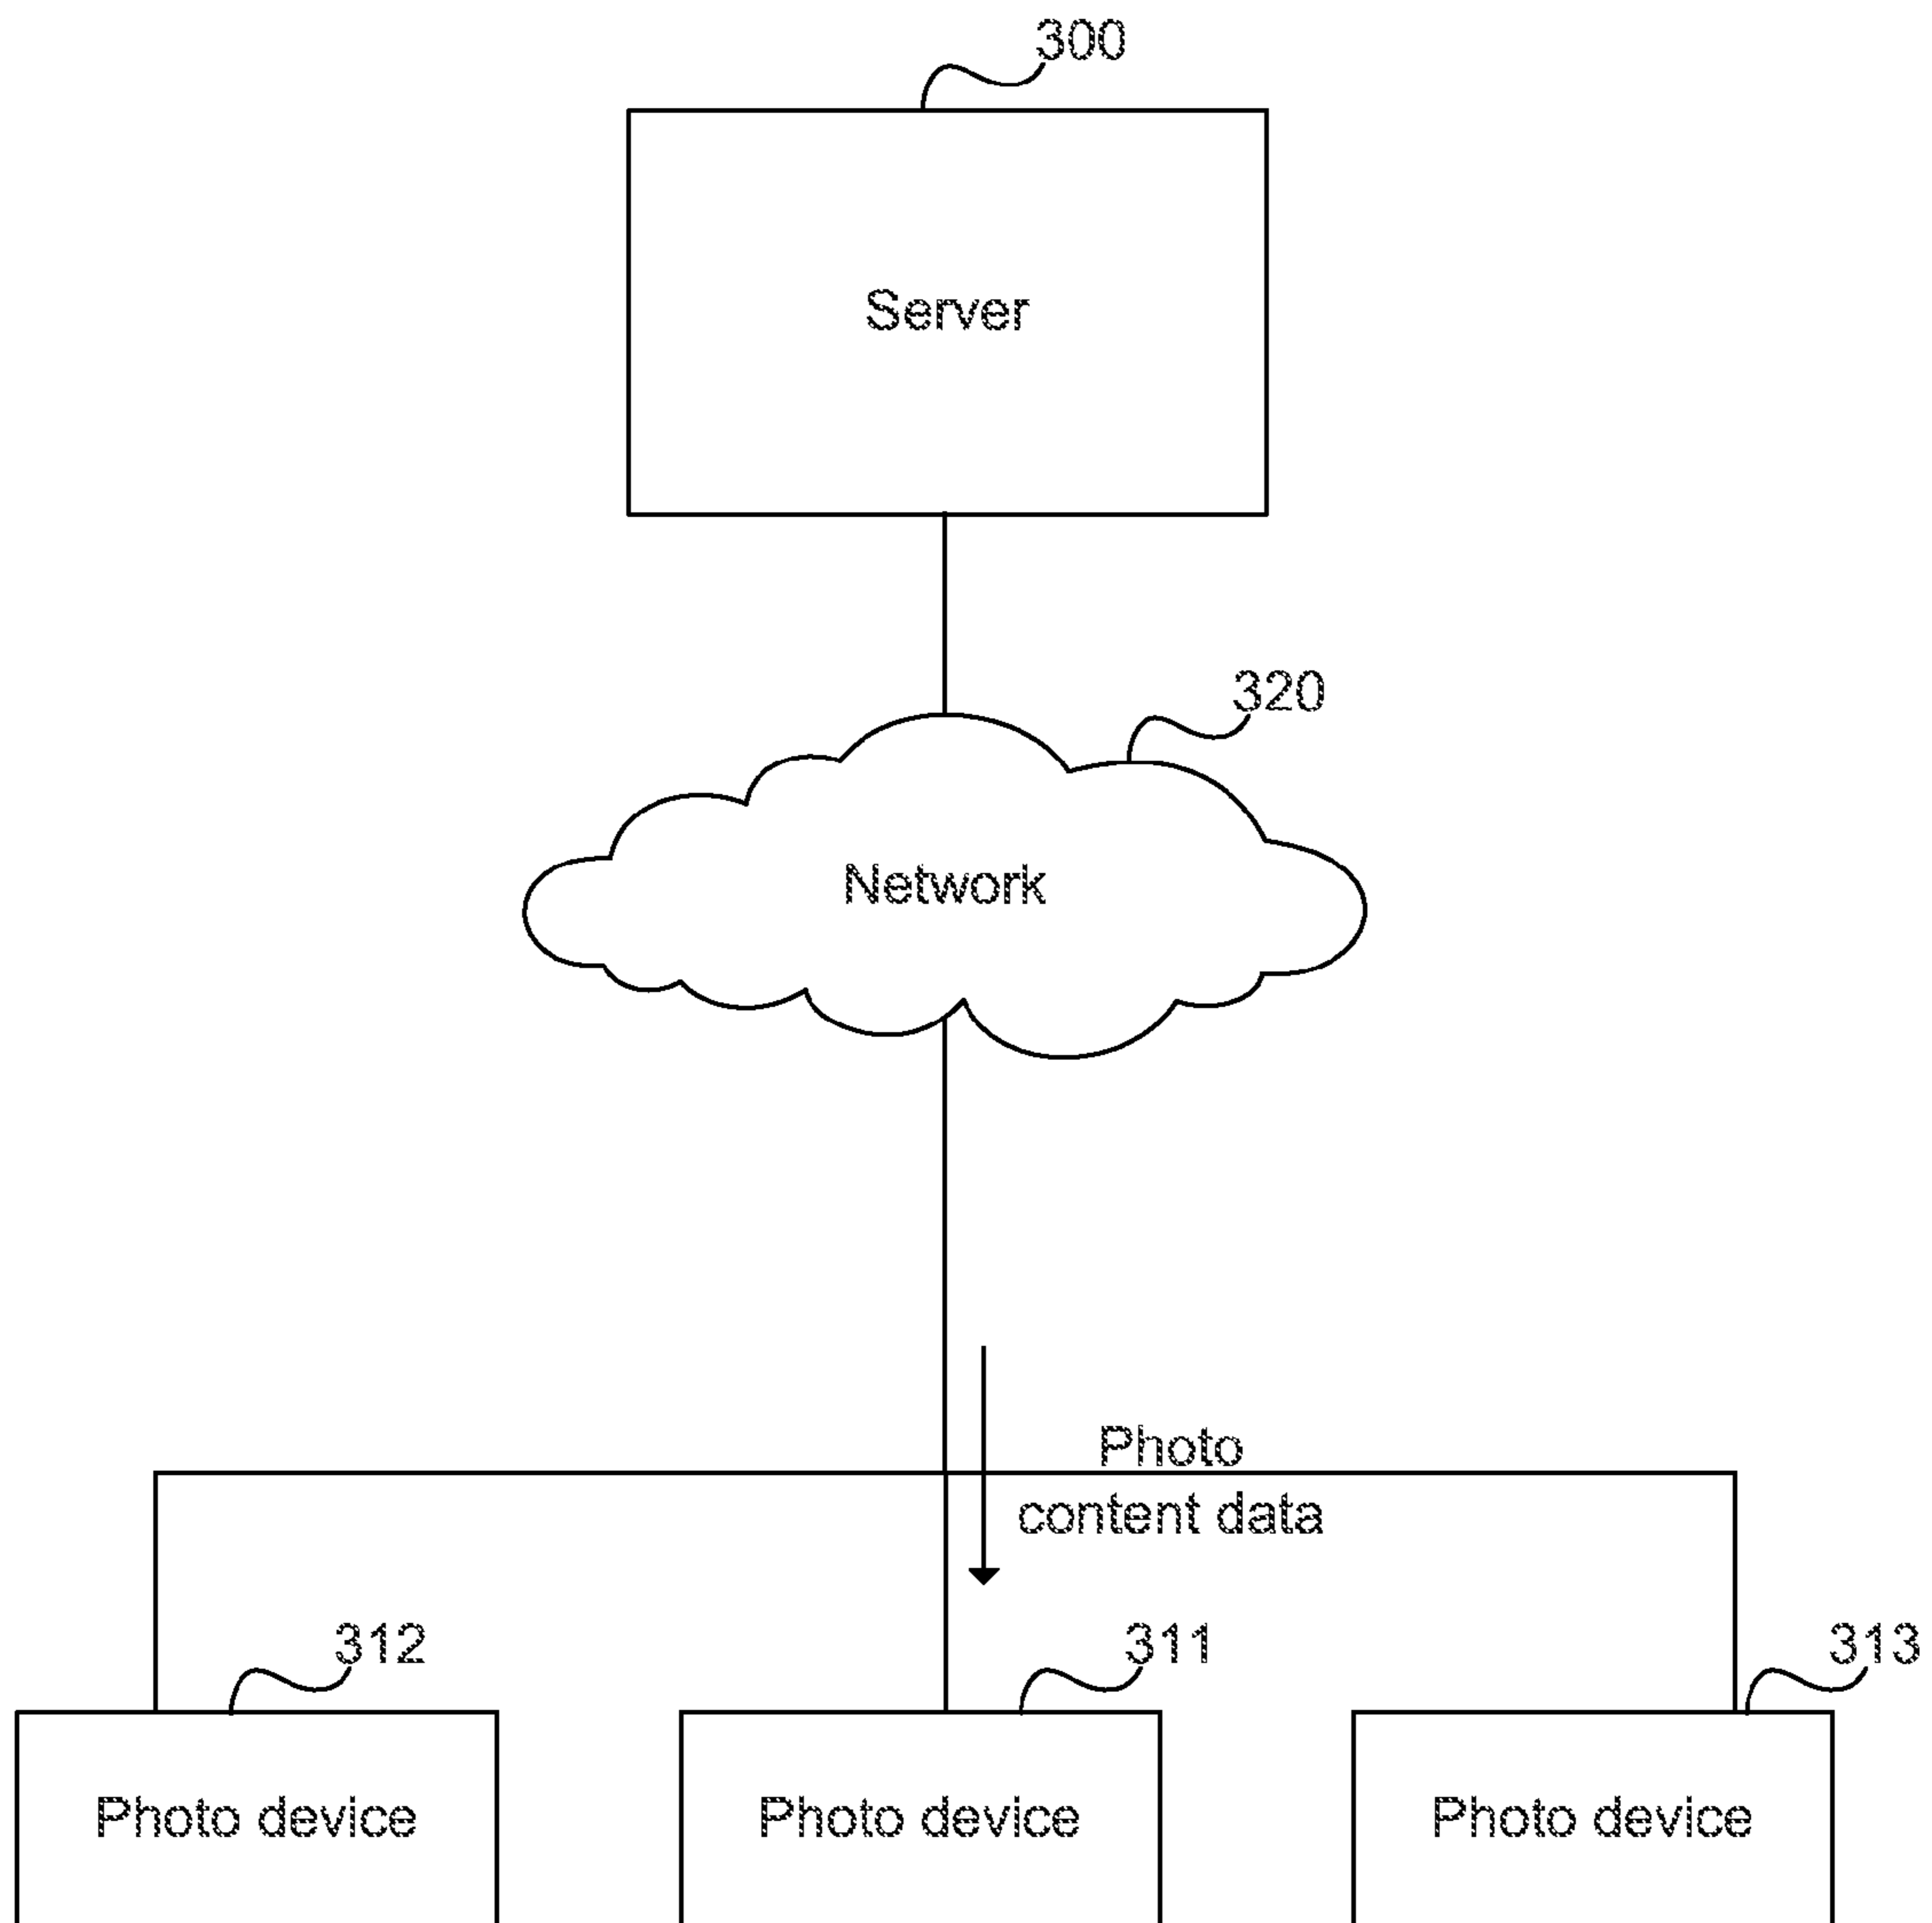 300
Server
320
Network
Photo
content data
312
311
313
Photo device
Photo device
Photo device